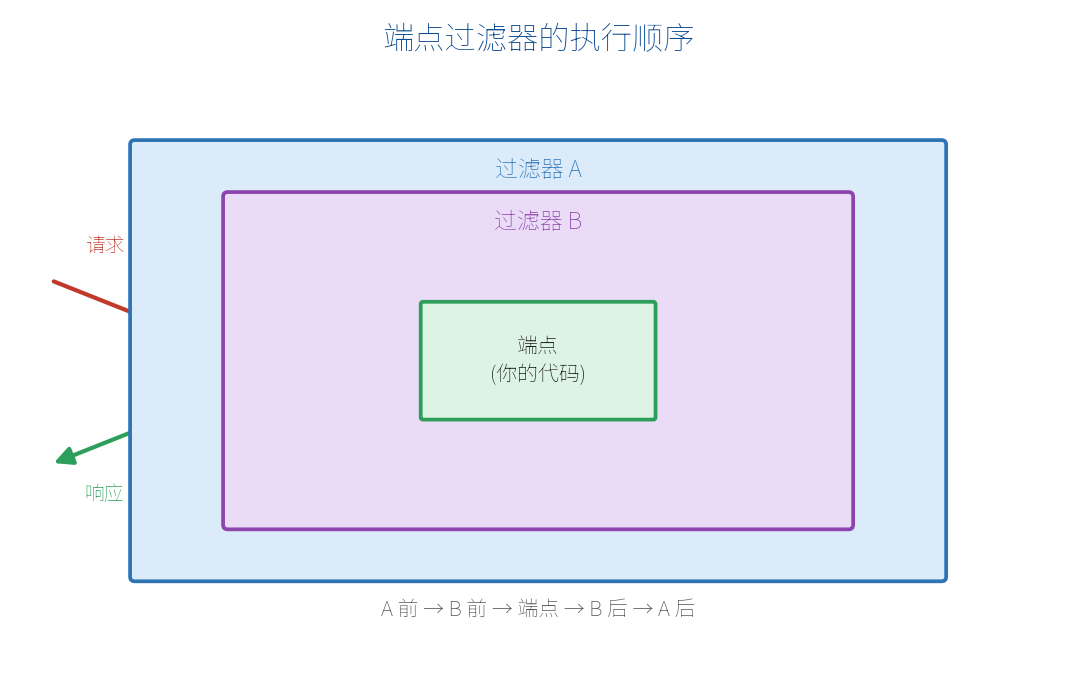 端点过滤器的执行顺序
过滤器 A
过滤器 B
请求
端点
(你的代码)
响应
A 前 → B 前 → 端点 → B 后 → A 后